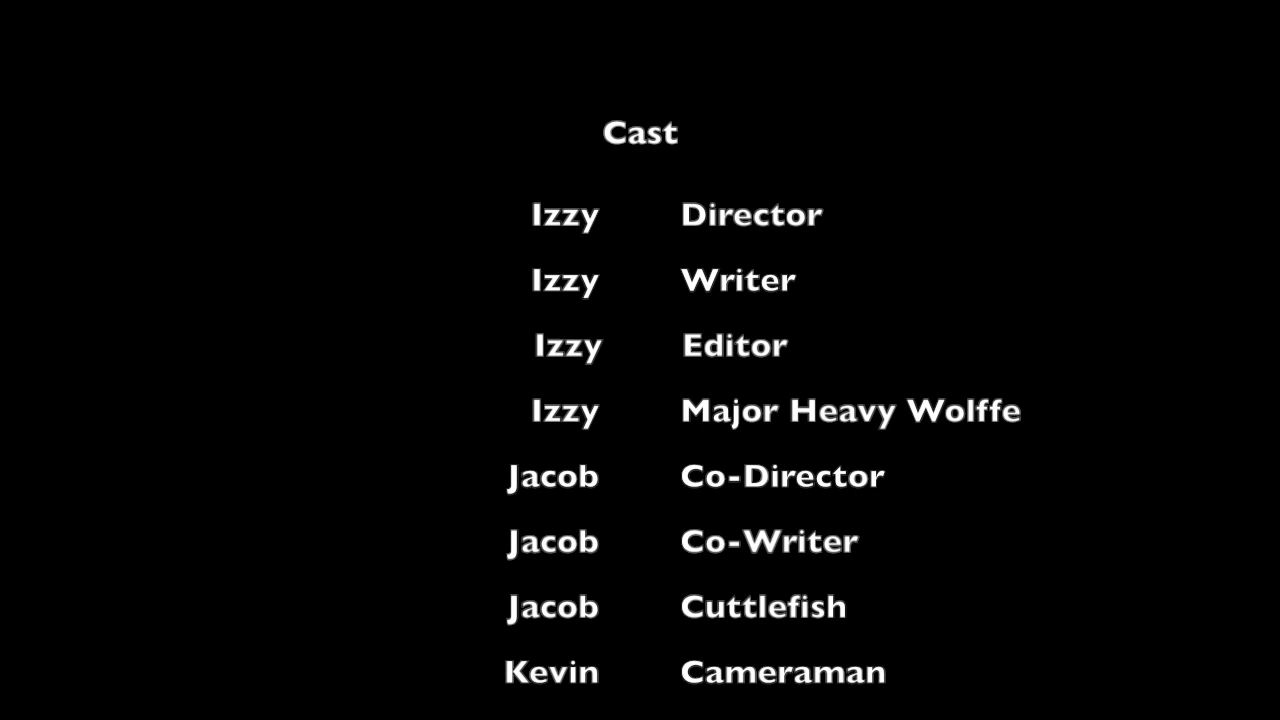 Cast
Izzy Director
Izzy Writer
Izzy Editor
Izzy Major Heavy Wolffe
Jacob Co-Director
Jacob Co-Writer
Jacob Cuttlefish
Kevin Cameraman